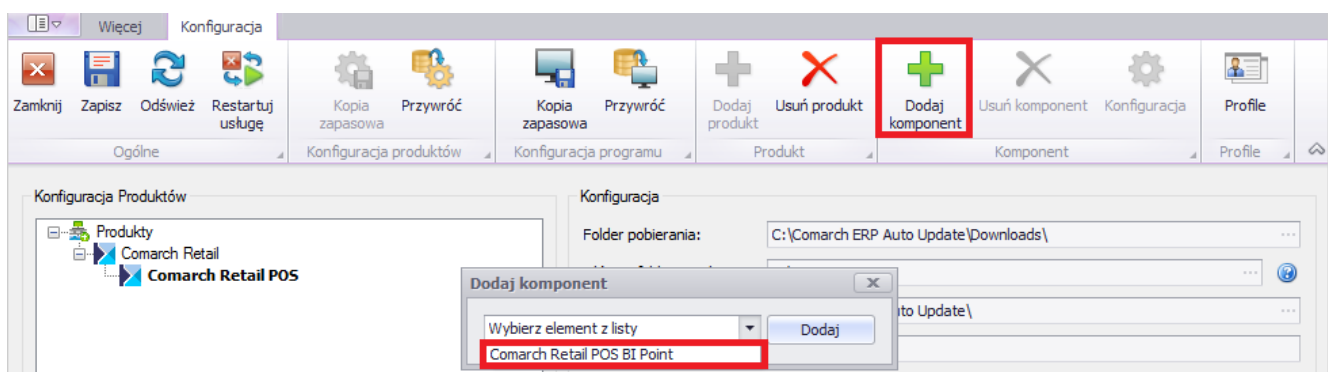 Więcej Konfiguracja
Zamknij Zapisz Odśwież Restartuj usługę Kopia zapasowa Przywróć Kopia zapasowa Przywróć Dodaj produkt Usuń produkt Dodaj komponent Usuń komponent Konfiguracja Profile
Ogólne Konfiguracja produktów Konfiguracja programu Produkt Komponent Profile
Konfiguracja Produktów
Produkty
Comarch Retail
Comarch Retail POS
Konfiguracja
Folder pobierania: C:\Comarch ERP Auto Update\Downloads\ ...
...
Auto Update\ ...
Dodaj komponent
Wybierz element z listy Dodaj
Comarch Retail POS BI Point